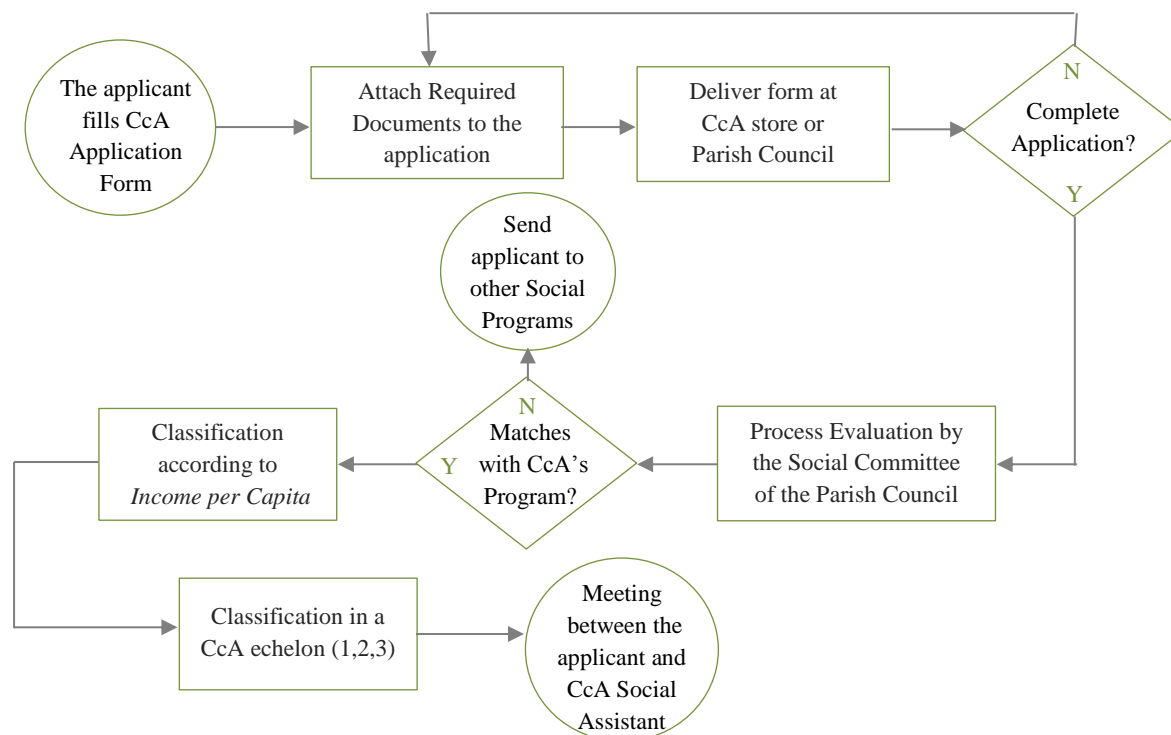 The applicant
fills CcA
Application
Form
Attach Required
Documents to the
application
Deliver form at
CcA store or
Parish Council
N
Complete
Application?
Y
Send
applicant to
other Social
Programs
Process Evaluation by
the Social Committee
of the Parish Council
N
Matches
Y
with CcA’s
Program?
Classification
according to
Income per Capita
Classification in a
CcA echelon (1,2,3)
Meeting
between the
applicant and
CcA Social
Assistant